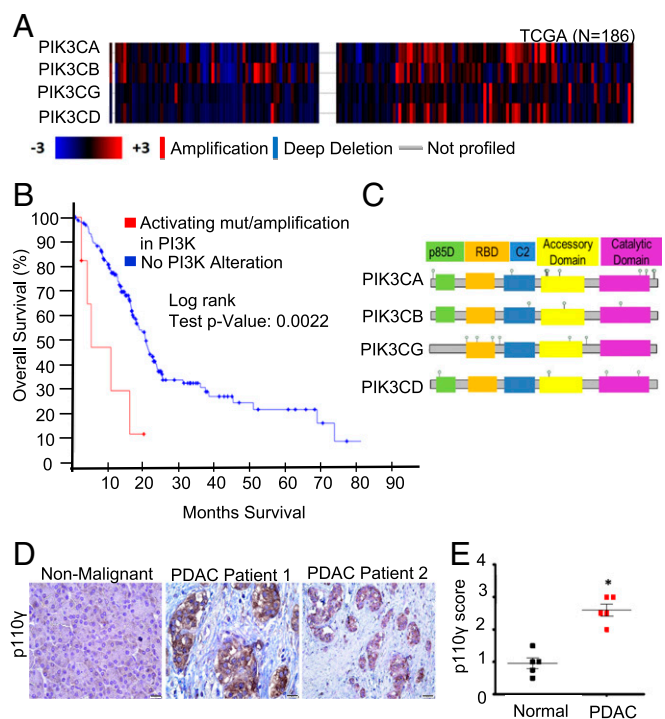 A
TCGA (N=186)
PIK3CA
PIK3CB
PIK3CG
PIK3CD
-3 +3 Amplification Deep Deletion Not profiled
B
Activating mut/amplification
in PI3K
No PI3K Alteration
Log rank
Test p-Value: 0.0022
Overall Survival (%)
100
90
80
70
60
50
40
30
20
10
0
10 20 30 40 50 60 70 80 90
Months Survival
C
p85D RBD C2 Accessory Domain Catalytic Domain
PIK3CA
PIK3CB
PIK3CG
PIK3CD
D
Non-Malignant PDAC Patient 1 PDAC Patient 2
p110γ
E
p110γ score
4
3
2
1
0
*
Normal PDAC